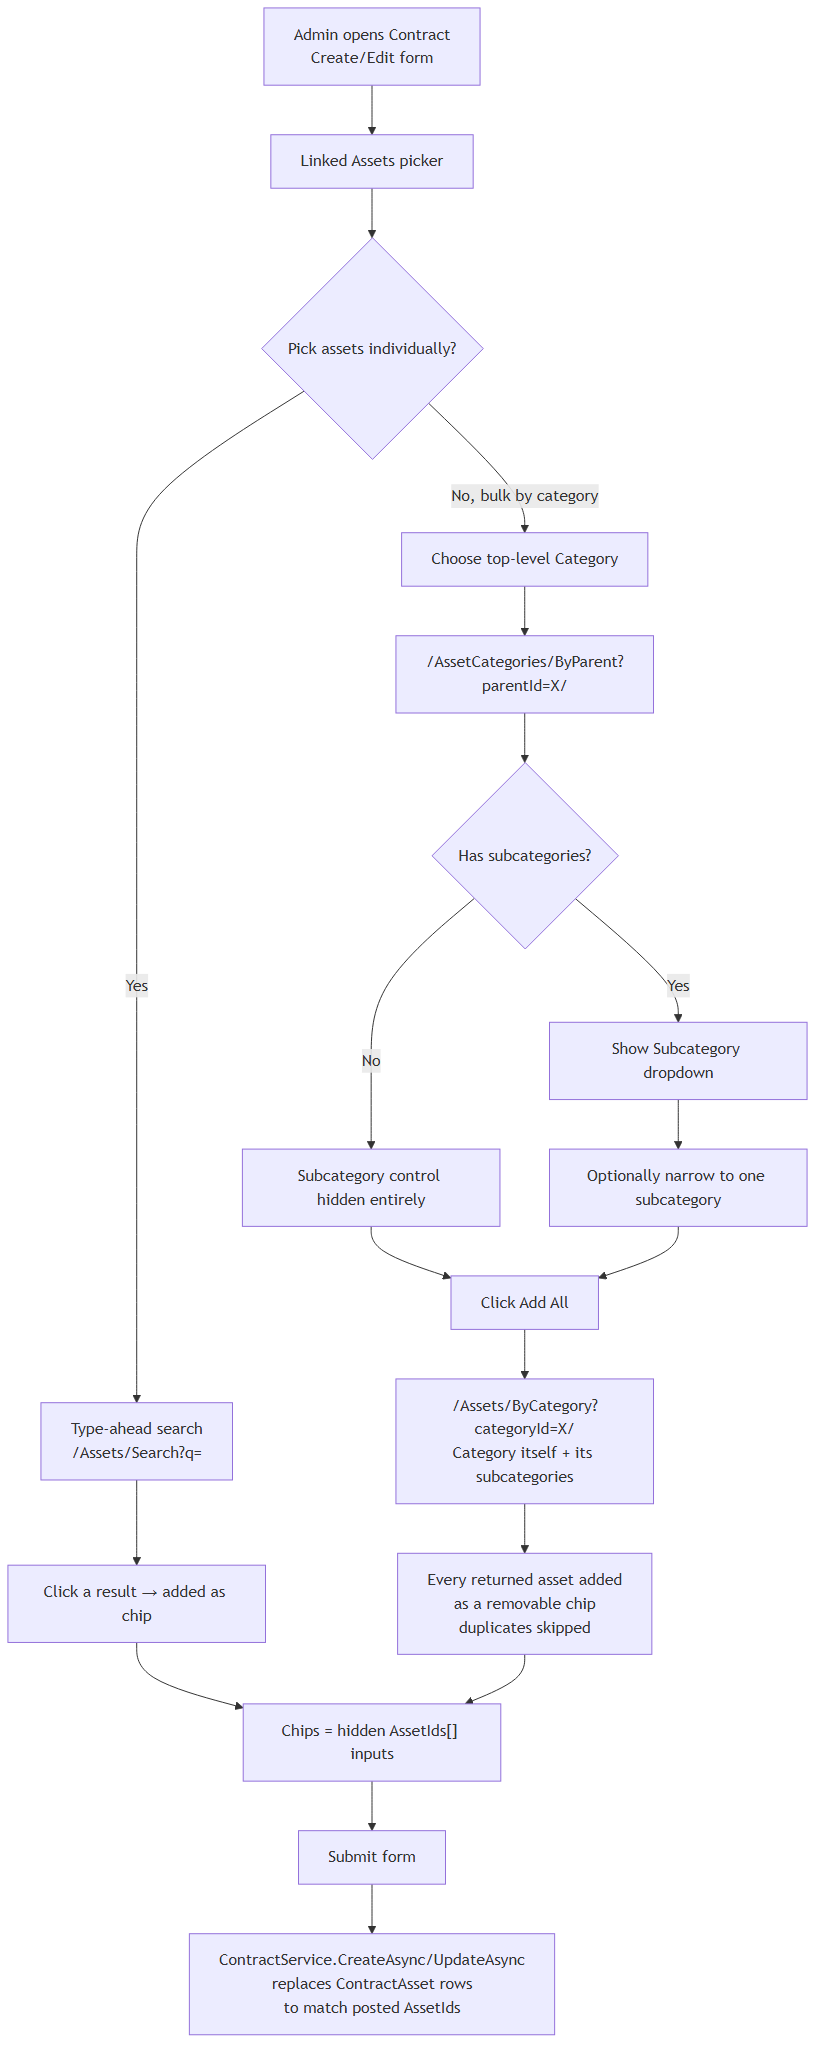 Admin opens Contract
Create/Edit form
Linked Assets picker
Pick assets individually?
No, bulk by category
Choose top-level Category
/AssetCategories/ByParent?
parentId=X/
Has subcategories?
Yes
Yes
No
Show Subcategory
dropdown
Subcategory control
hidden entirely
Optionally narrow to one
subcategory
Click Add All
Type-ahead search
/Assets/Search?q=
/Assets/ByCategory?
categoryId=X/
Category itself + its
subcategories
Click a result → added as
chip
Every returned asset added
as a removable chip
duplicates skipped
Chips = hidden AssetIds[]
inputs
Submit form
ContractService.CreateAsync/UpdateAsync
replaces ContractAsset rows
to match posted AssetIds